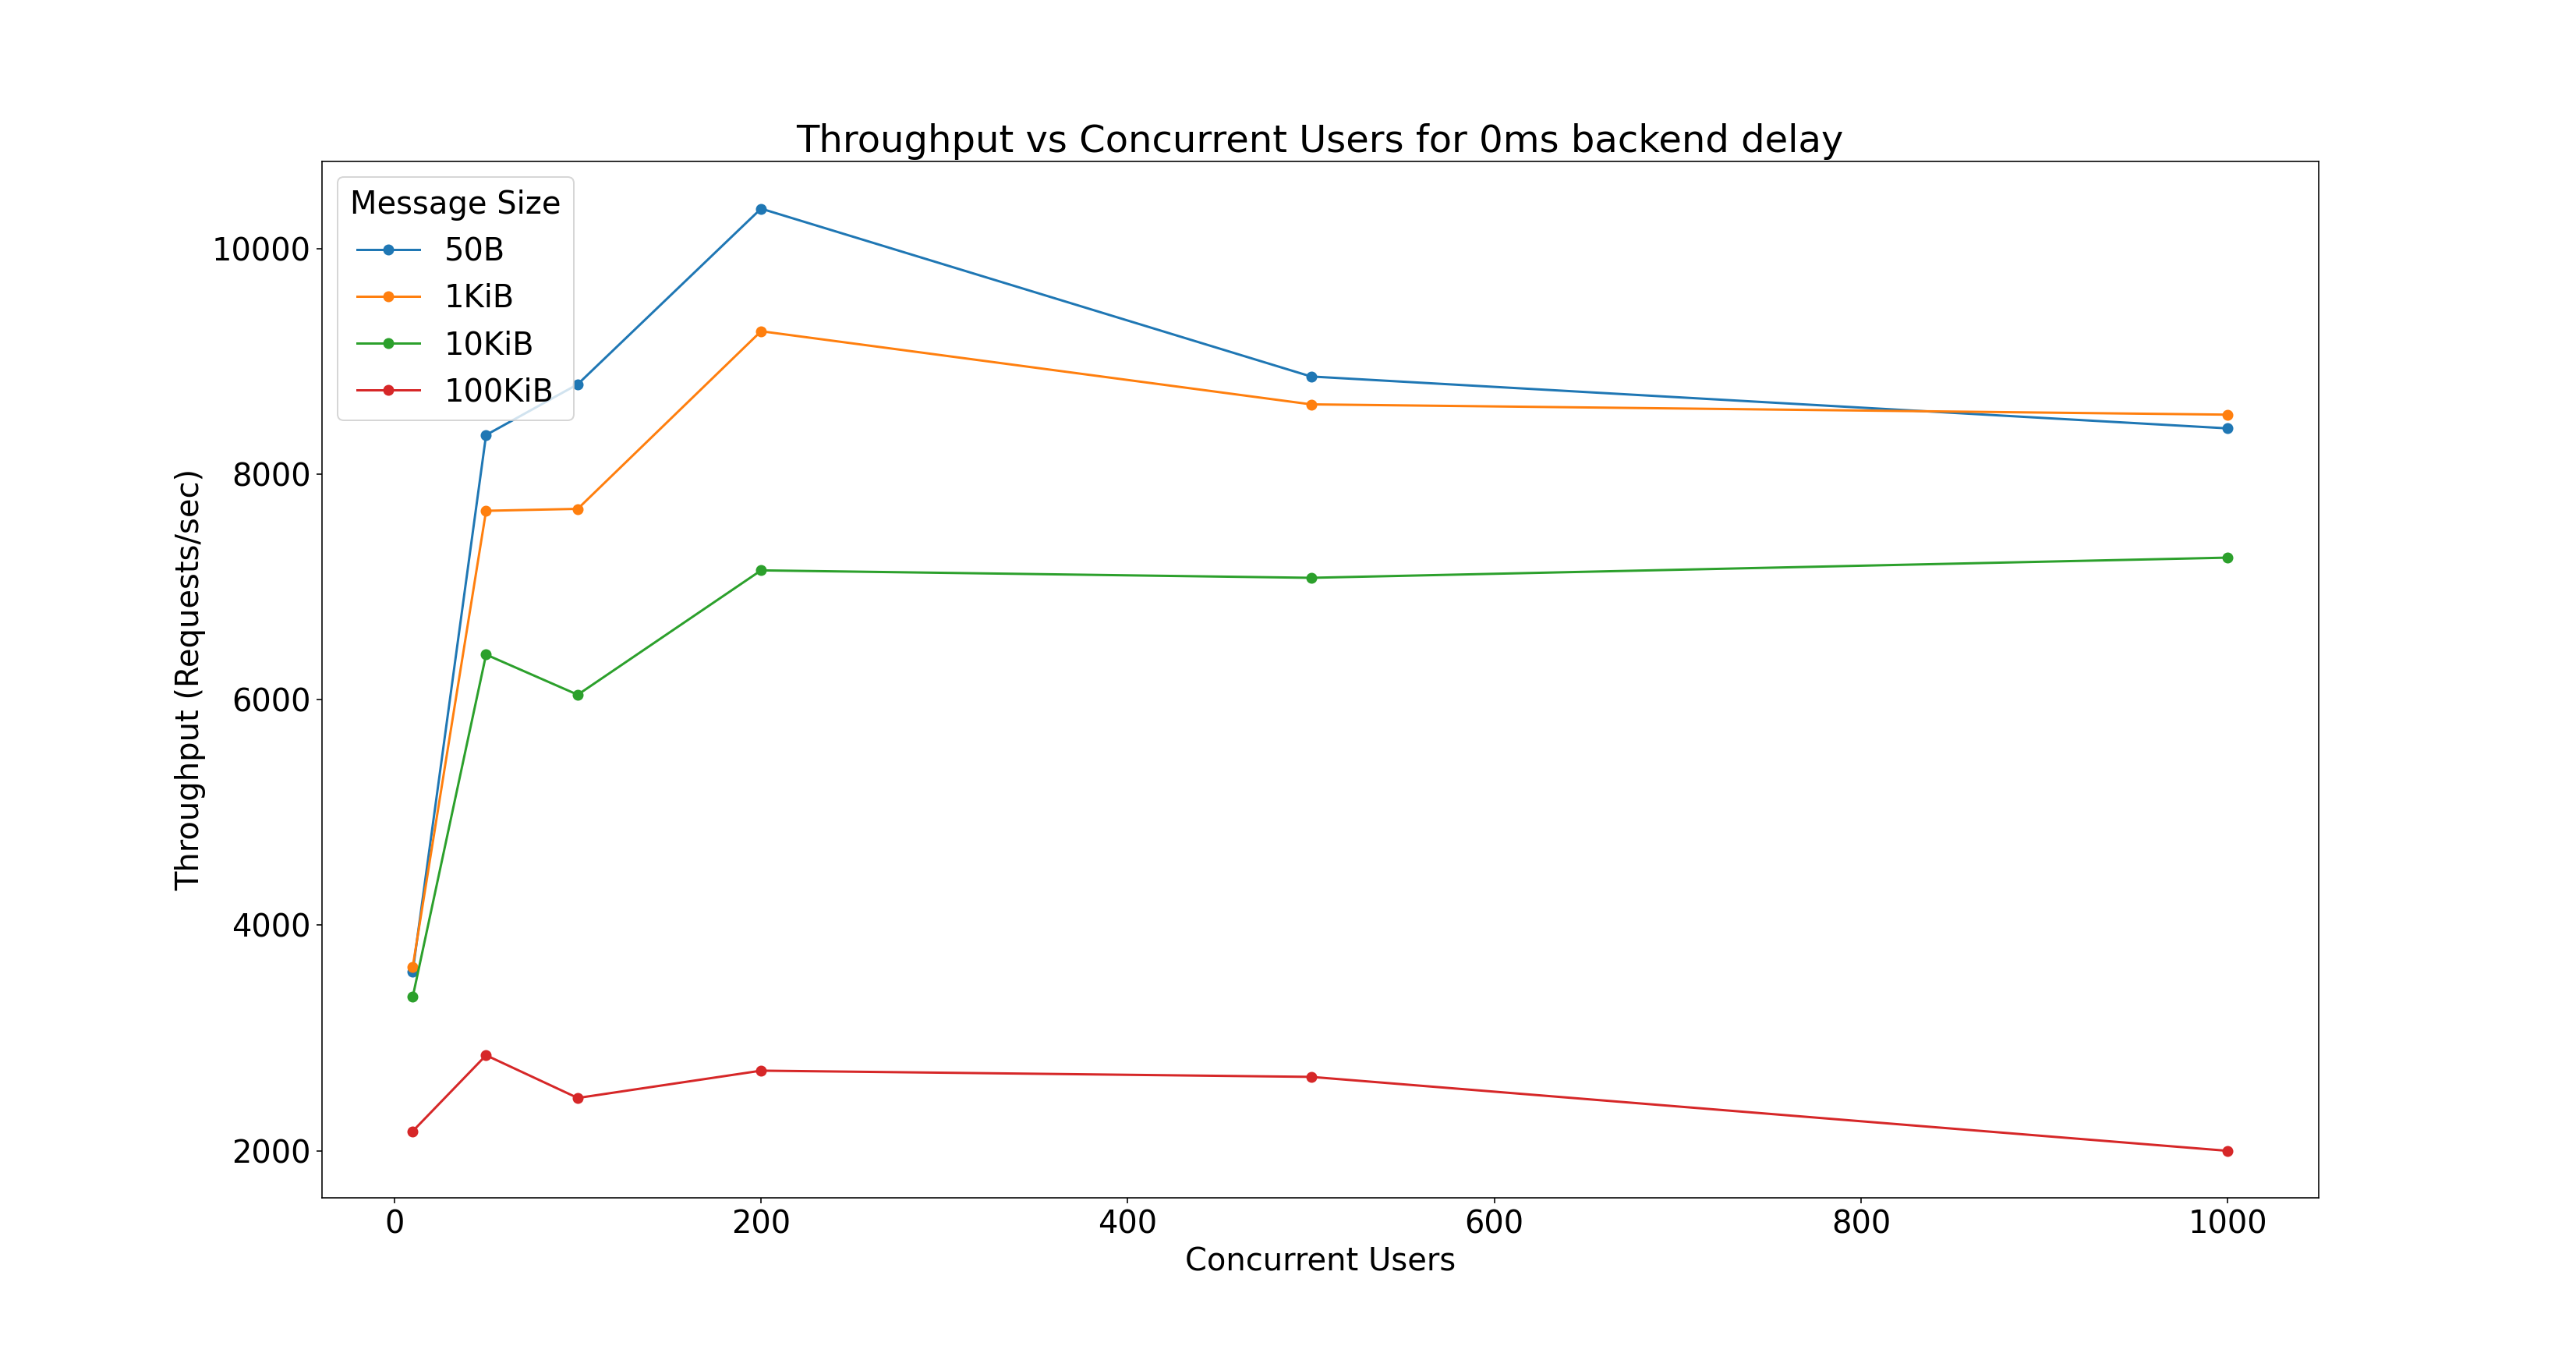 Throughput vs Concurrent Users for 0ms backend delay
Message Size
50B
1KiB
10KiB
100KiB
10000
8000
6000
4000
2000
Throughput (Requests/sec)
0
200
400
600
800
1000
Concurrent Users